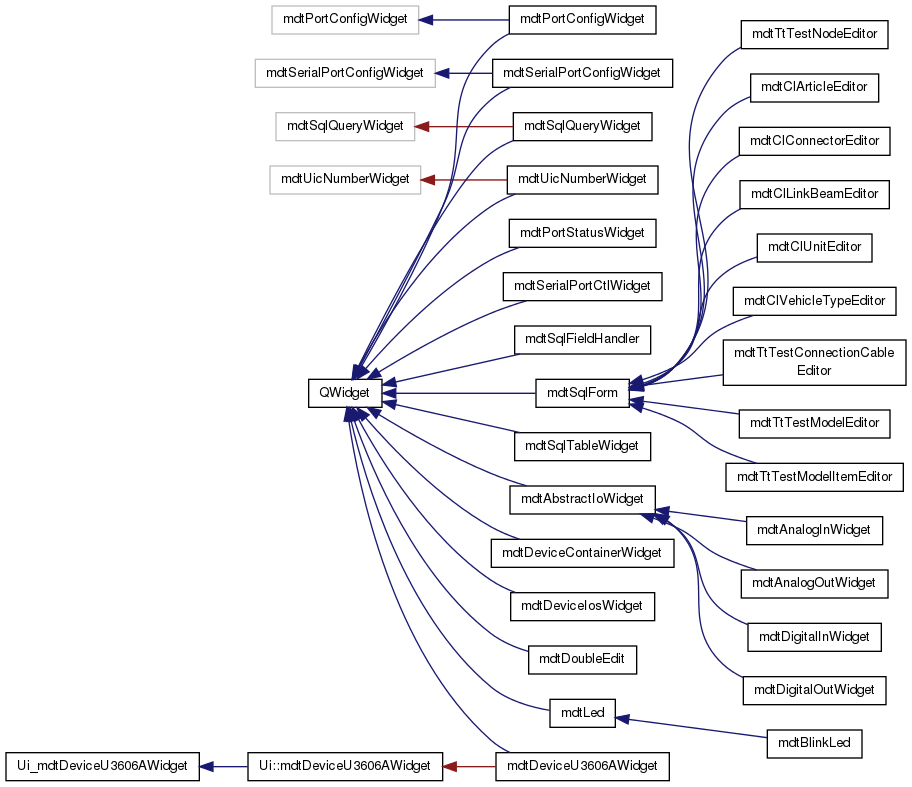 mdtPortConfigWidget
mdtPortConfigWidget
mdtTtTestNodeEditor
mdtSerialPortConfigWidget
mdtSerialPortConfigWidget
mdtClArticleEditor
mdtSqlQueryWidget
mdtSqlQueryWidget
mdtClConnectorEditor
mdtUicNumberWidget
mdtUicNumberWidget
mdtClLinkBeamEditor
mdtPortStatusWidget
mdtClUnitEditor
mdtSerialPortCtlWidget
mdtClVehicleTypeEditor
mdtSqlFieldHandler
mdtTtTestConnectionCable
Editor
QWidget
mdtSqlForm
mdtTtTestModelEditor
mdtSqlTableWidget
mdtTtTestModelItemEditor
mdtAbstractIoWidget
mdtAnalogInWidget
mdtDeviceContainerWidget
mdtAnalogOutWidget
mdtDeviceIosWidget
mdtDigitalInWidget
mdtDoubleEdit
mdtDigitalOutWidget
mdtLed
mdtBlinkLed
Ui_mdtDeviceU3606AWidget
Ui::mdtDeviceU3606AWidget
mdtDeviceU3606AWidget